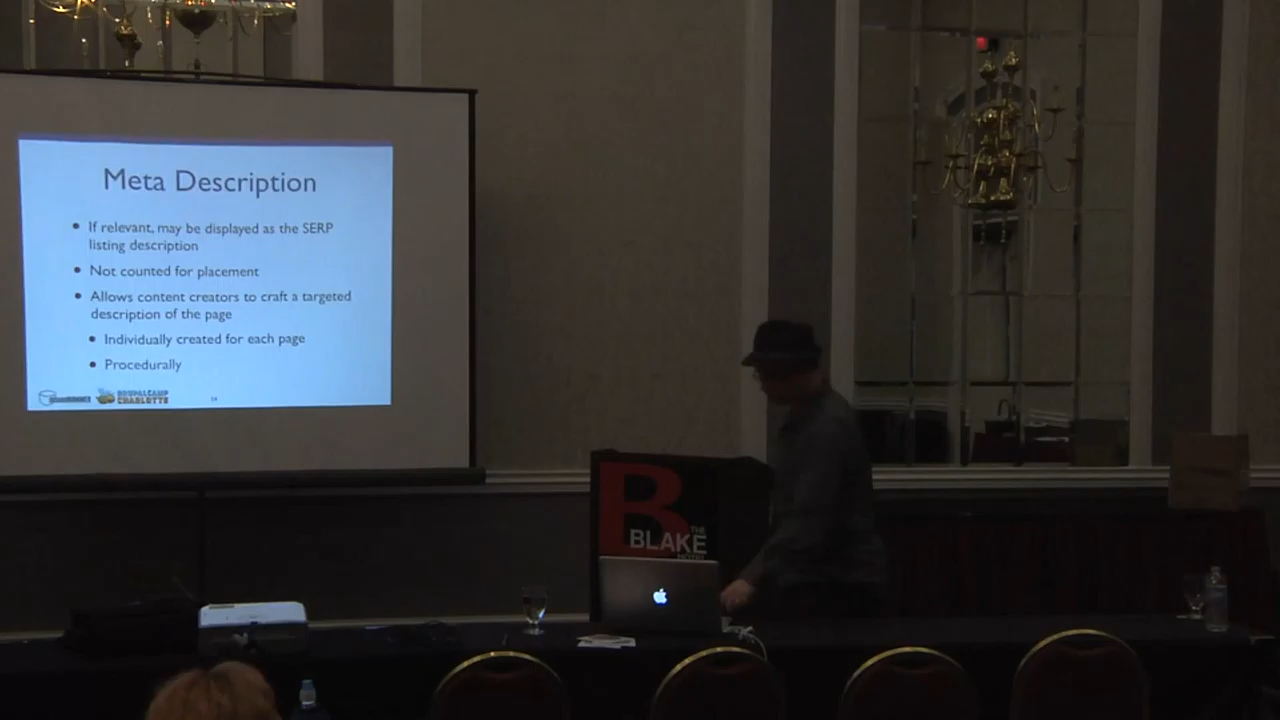 Meta Description
If relevant, may be displayed as the SERP
listing description
Not counted for placement
Allows content creators to craft a targeted
description of the page
Individually created for each page
Procedurally
DRUPALCAMP
CHARLOTTE
B
THE
BLAKE
HOTEL